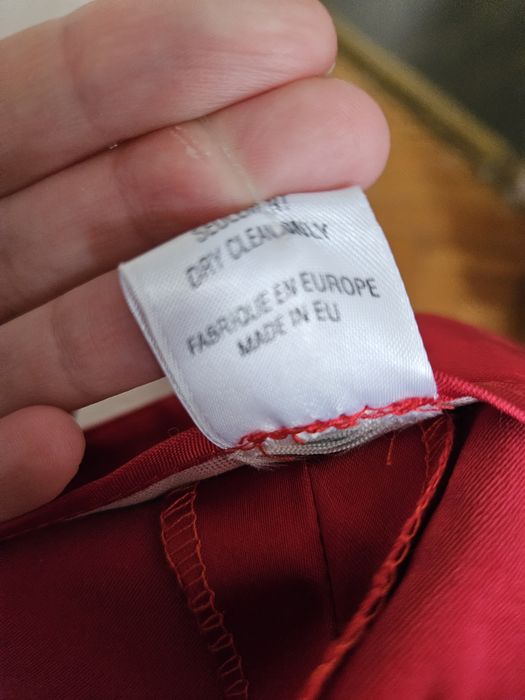 DRY CLEAN ONLY
FABRIQUE EN EUROPE
MADE IN EU